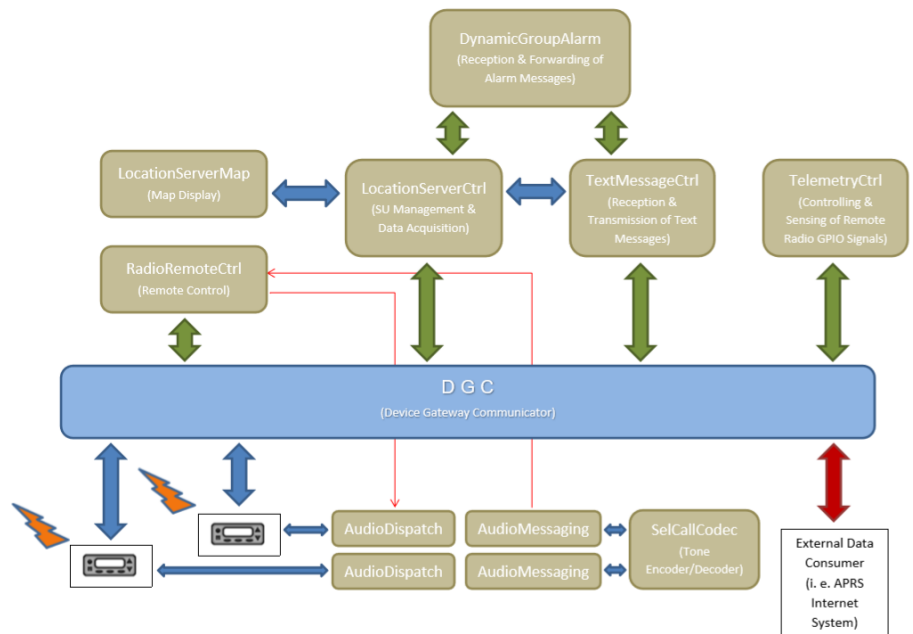 DynamicGroupAlarm
(Reception & Forwarding of
Alarm Messages)
LocationServerMap
(Map Display)
LocationServerCtrl
(SU Management &
Data Acquisition)
TextMessageCtrl
(Reception &
Transmission of Text
Messages)
TelemetryCtrl
(Controlling &
Sensing of Remote
Radio GPIO Signals)
RadioRemoteCtrl
(Remote Control)
D G C
(Device Gateway Communicator)
AudioDispatch
AudioMessaging
SelCallCodec
(Tone
Encoder/Decoder)
AudioDispatch
AudioMessaging
External Data
Consumer
(i. e. APRS
Internet
System)